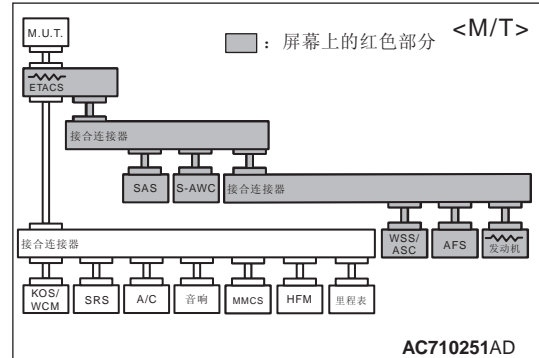 M.U.T.
：屏幕上的红色部分
<M/T>
ETACS
接合连接器
SAS
S-AWC
接合连接器
接合连接器
WSS/
ASC
AFS
发动机
KOS/
WCM
SRS
A/C
音响
MMCS
HFM
里程表
AC710251AD